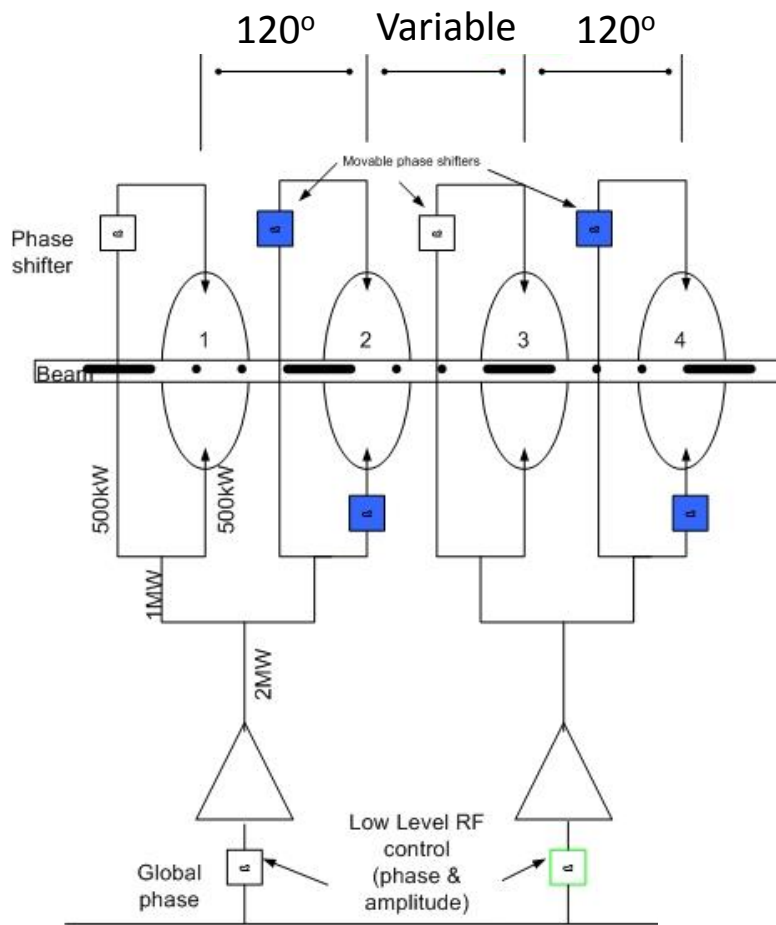 120º Variable 120º
Movable phase shifters
Phase
shifter
1 2 3 4
Beam
500kW 500kW
1MW
2MW
Low Level RF
control
(phase &
amplitude)
Global
phase